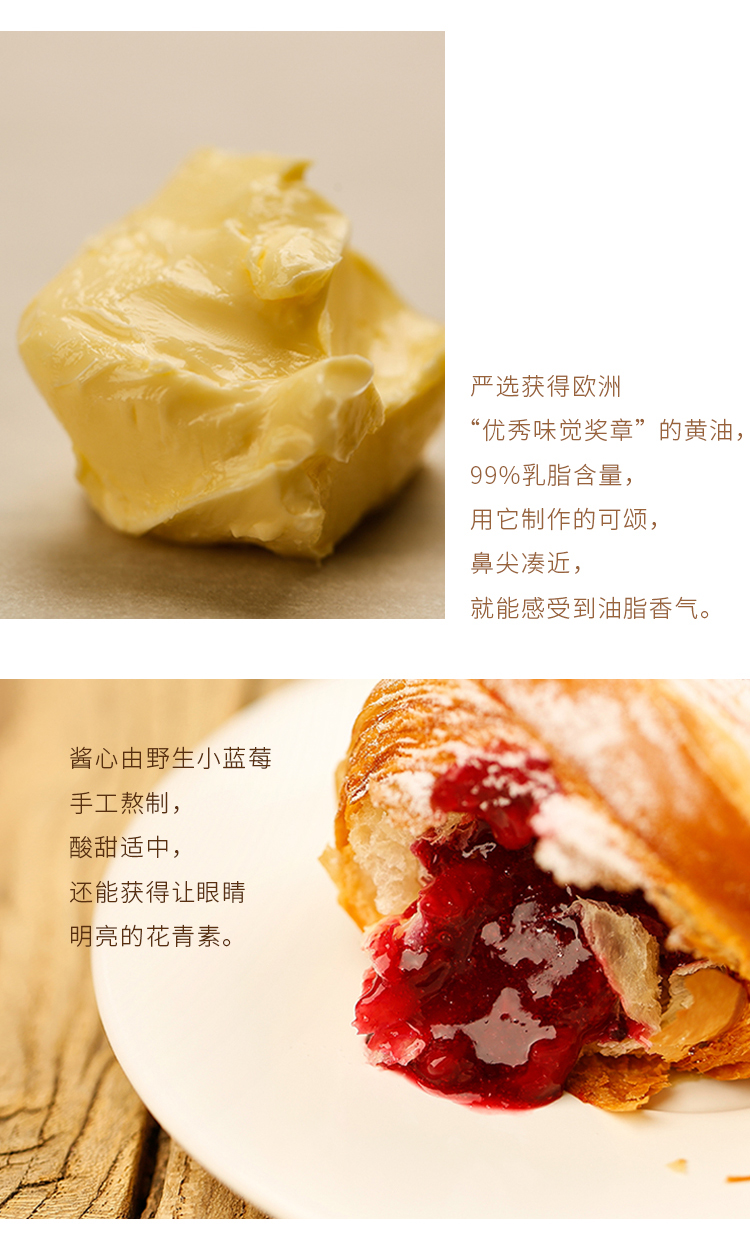 严选获得欧洲
“优秀味觉奖章”的黄油，
99%乳脂含量，
用它制作的可颂，
鼻尖凑近，
就能感受到油脂香气。
酱心由野生小蓝莓
手工熬制，
酸甜适中，
还能获得让眼睛
明亮的花青素。